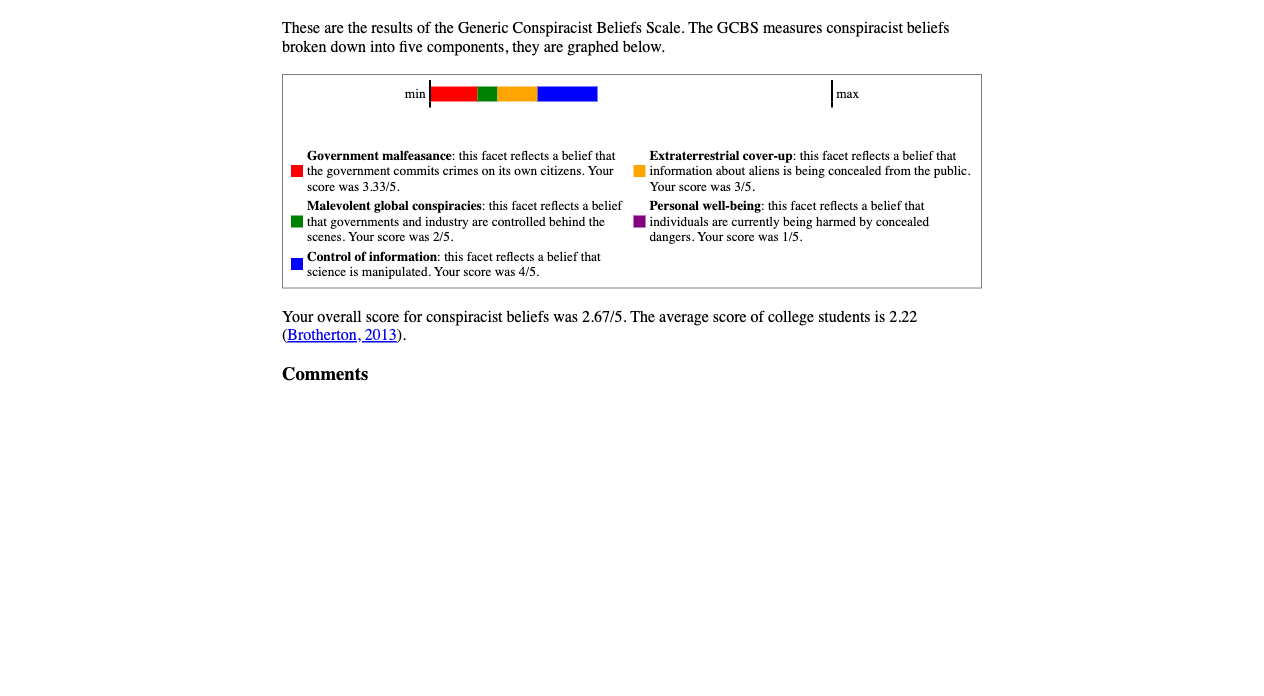 These are the results of the Generic Conspiracist Beliefs Scale. The GCBS measures conspiracist beliefs
broken down into five components, they are graphed below.
min
max
Government malfeasance: this facet reflects a belief that
the government commits crimes on its own citizens. Your
score was 3.33/5.
Extraterrestrial cover-up: this facet reflects a belief that
information about aliens is being concealed from the public.
Your score was 3/5.
Malevolent global conspiracies: this facet reflects a belief
that governments and industry are controlled behind the
scenes. Your score was 2/5.
Personal well-being: this facet reflects a belief that
individuals are currently being harmed by concealed
dangers. Your score was 1/5.
Control of information: this facet reflects a belief that
science is manipulated. Your score was 4/5.
Your overall score for conspiracist beliefs was 2.67/5. The average score of college students is 2.22
(Brotherton, 2013).
Comments